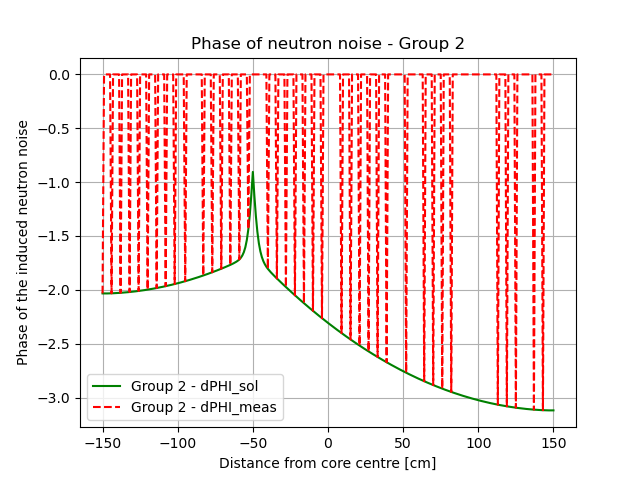 Phase of neutron noise - Group 2
Phase of the induced neutron noise
0.0
−0.5
−1.0
−1.5
−2.0
−2.5
−3.0
Group 2 - dPHI_sol
Group 2 - dPHI_meas
−150 −100 −50 0 50 100 150
Distance from core centre [cm]